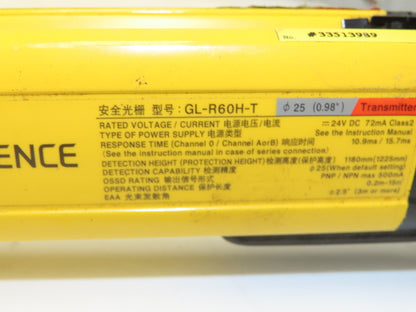 #33513989
安全光栅 型号: GL-R60H-T ϕ25 (0.98") Transmitter
RATED VOLTAGE / CURRENT 电源电压/电流 ⎓ 24V DC 72mA Class2
TYPE OF POWER SUPPLY 电源类型 See the Instruction Manual
RESPONSE TIME (Channel 0 / Channel AorB) 响应时间 10.9ms / 15.7ms
(See the instruction manual in case of series connection)
ENCE
DETECTION HEIGHT (PROTECTION HEIGHT) 检测高度 (保护高度) 1160mm (1225mm)
DETECTION CAPABILITY 检测精度 ϕ25(When default setting)
OSSD RATING 输出信号形式 PNP / NPN max 500mA
OPERATING DISTANCE 保护长度 0.2m-15m
EAA 光束发散角 ±2.5° (3m or more)